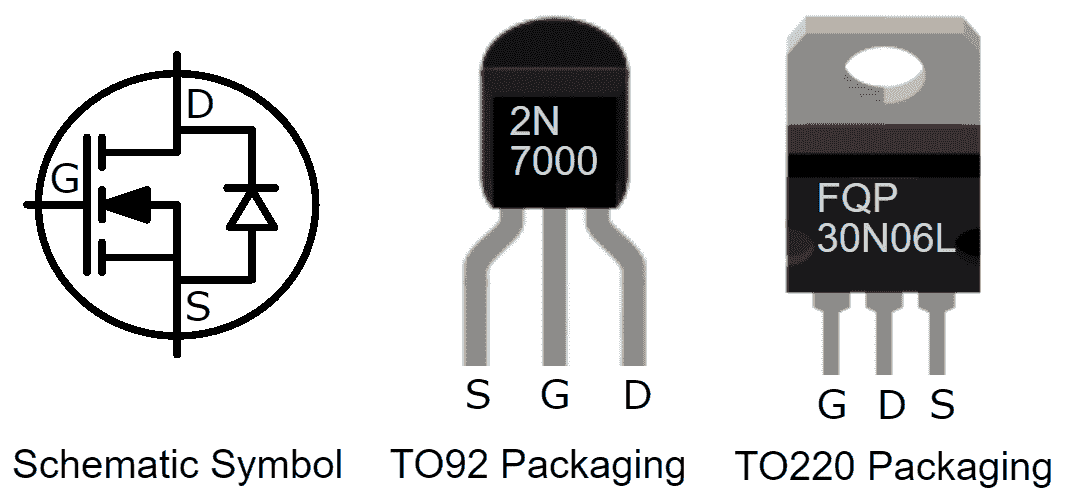 D
G
S
Schematic Symbol
2N
7000
S G D
TO92 Packaging
FQP
30N06L
G D S
TO220 Packaging